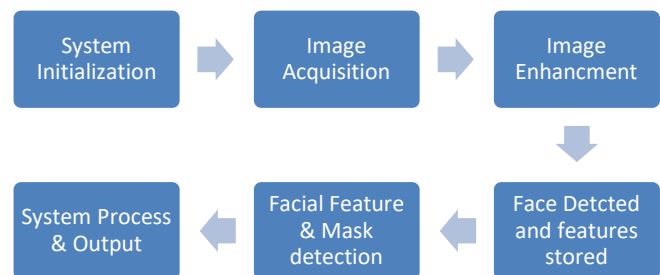 System
Initialization
Image
Acquisition
Image
Enhancment
Face Detcted
and features
stored
Facial Feature
& Mask
detection
System Process
& Output